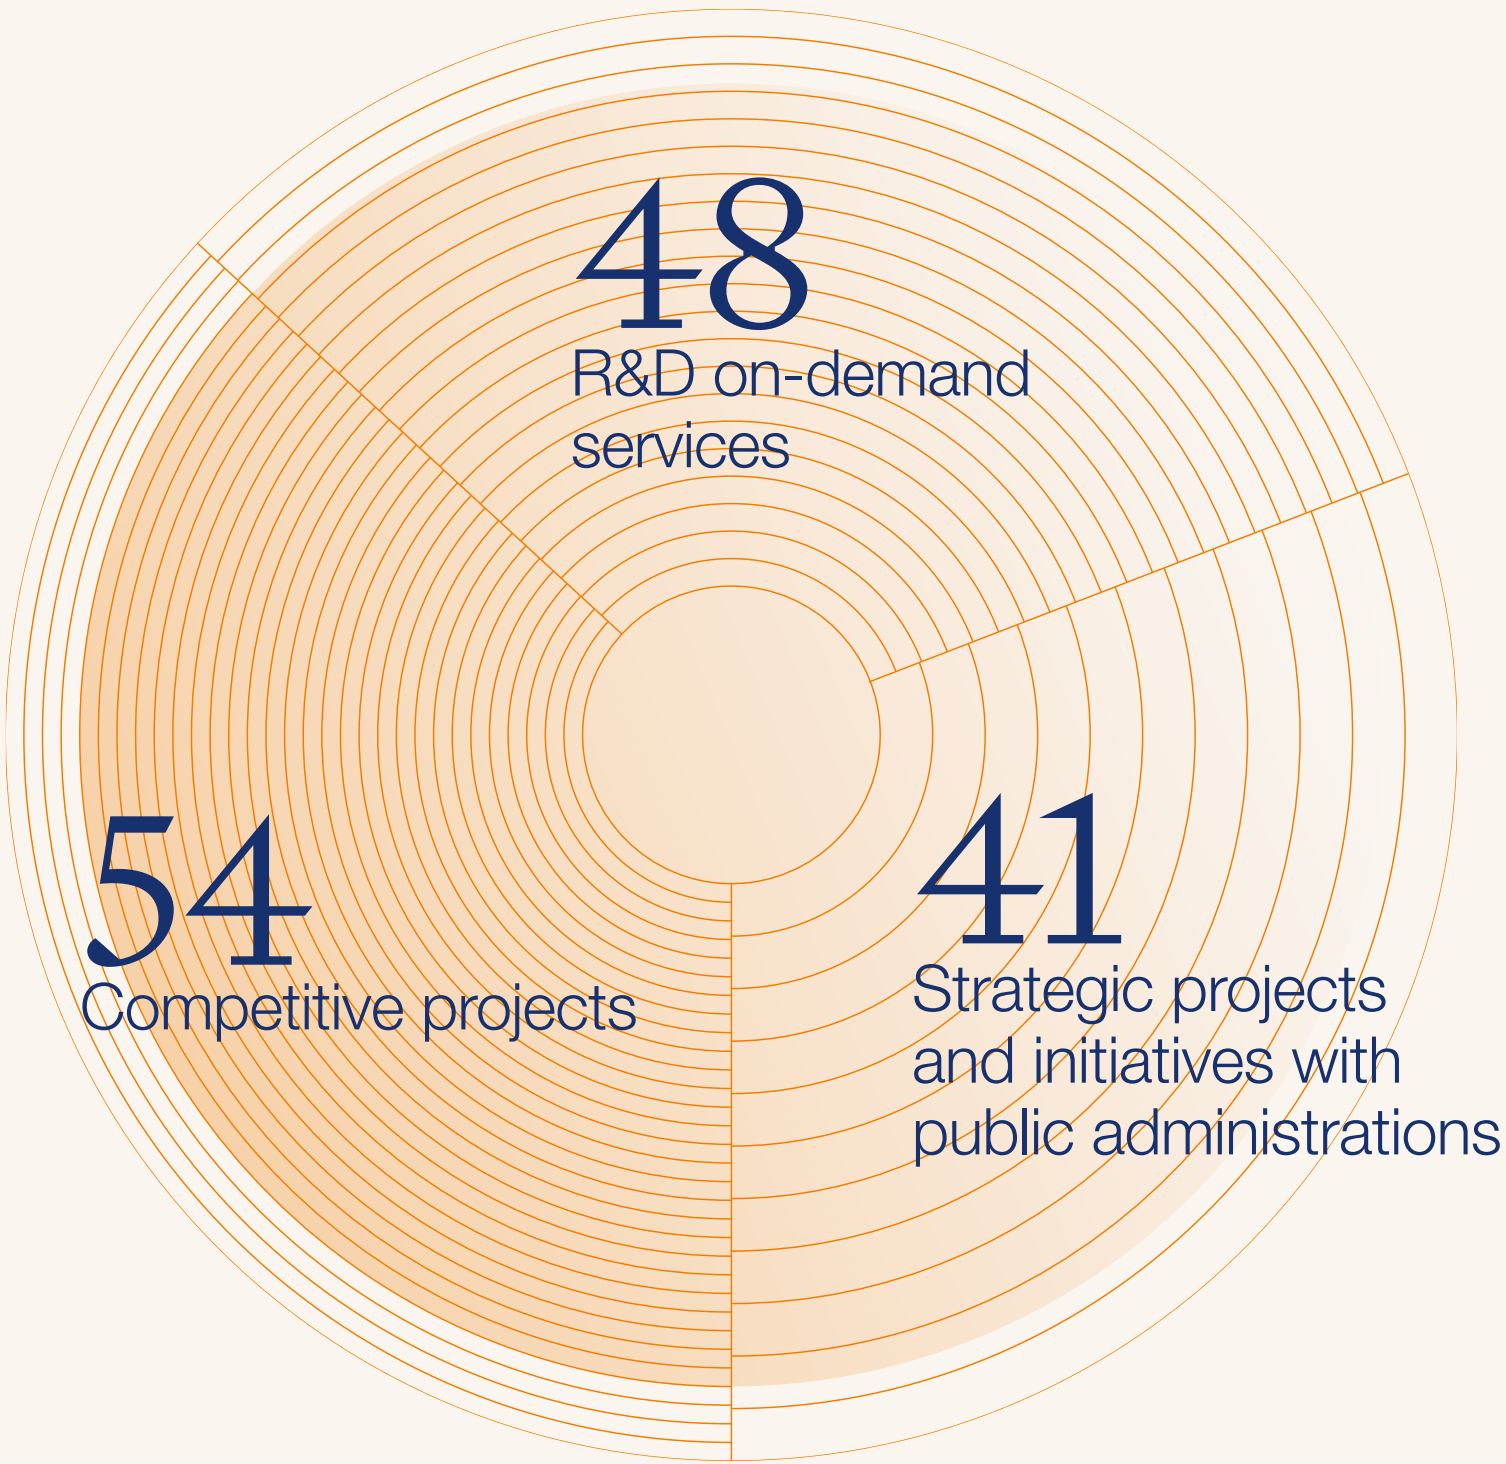 48
R&D on-demand
services
54
Competitive projects
41
Strategic projects
and initiatives with
public administrations